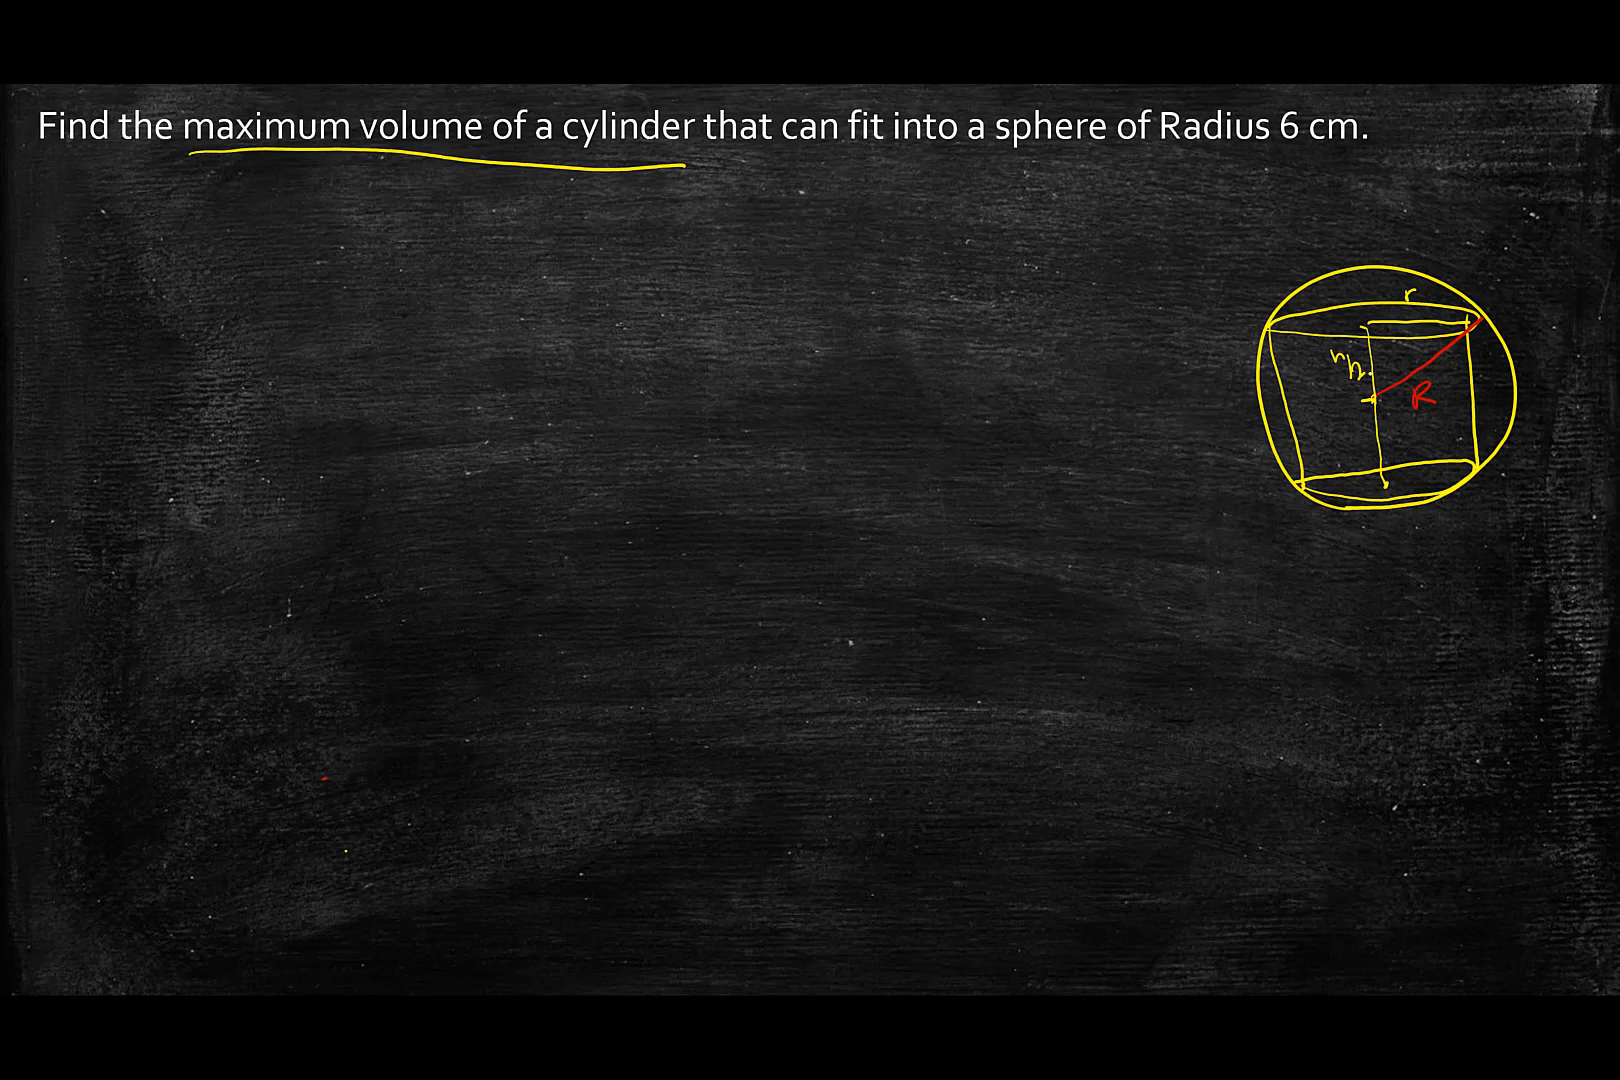 Find the maximum volume of a cylinder that can fit into a sphere of Radius 6 cm.
r
h
R